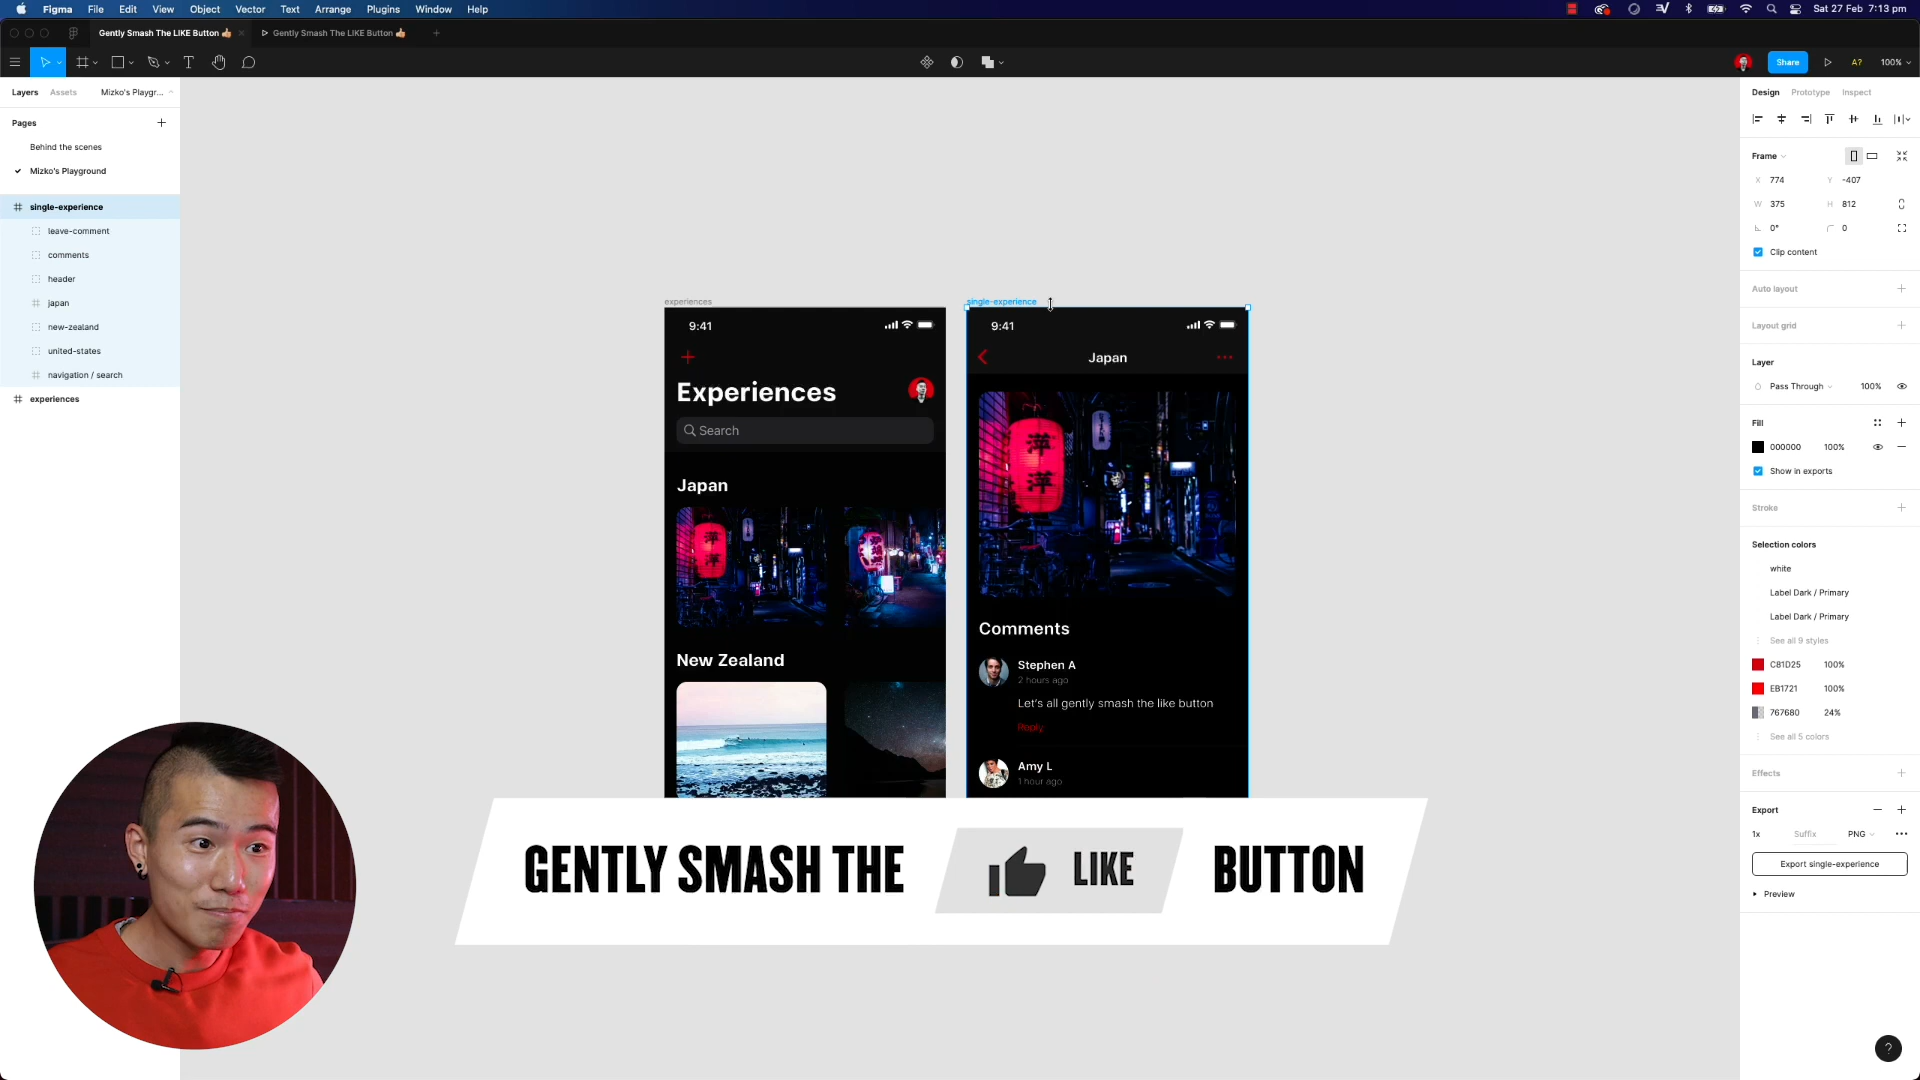 Figma File Edit View Object Vector Text Arrange Plugins Window Help
Sat 27 Feb 7:13 pm
Gently Smash The LIKE Button 👍🏼
Gently Smash The LIKE Button 👍🏼
Share
A?
100%
Layers Assets Mizko's Playgr...
Pages
Behind the scenes
Mizko's Playground
single-experience
leave-comment
comments
header
japan
new-zealand
united-states
navigation / search
experiences
experiences
9:41
Experiences
Search
Japan
New Zealand
single-experience
9:41
Japan
萍
萍
Comments
Stephen A
2 hours ago
Let's all gently smash the like button
Reply
Amy L
1 hour ago
GENTLY SMASH THE LIKE BUTTON
Design Prototype Inspect
Frame
X 774 Y -407
W 375 H 812
0° 0
Clip content
Auto layout
Layout grid
Layer
Pass Through 100%
Fill
000000 100%
Show in exports
Stroke
Selection colors
white
Label Dark / Primary
Label Dark / Primary
See all 9 styles
C81D25 100%
EB1721 100%
767680 24%
See all 5 colors
Effects
Export
1x Suffix PNG
Export single-experience
Preview
?